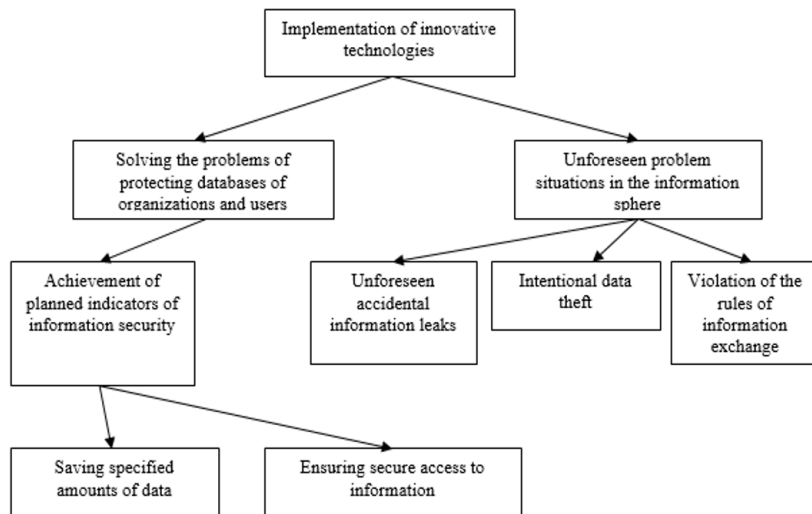 Implementation of innovative
technologies
Solving the problems of
protecting databases of
organizations and users
Unforeseen problem
situations in the information
sphere
Achievement of
planned indicators of
information security
Unforeseen
accidental
information leaks
Intentional data
theft
Violation of the
the rules of
information
exchange
Saving specified
amounts of data
Ensuring secure access to
information